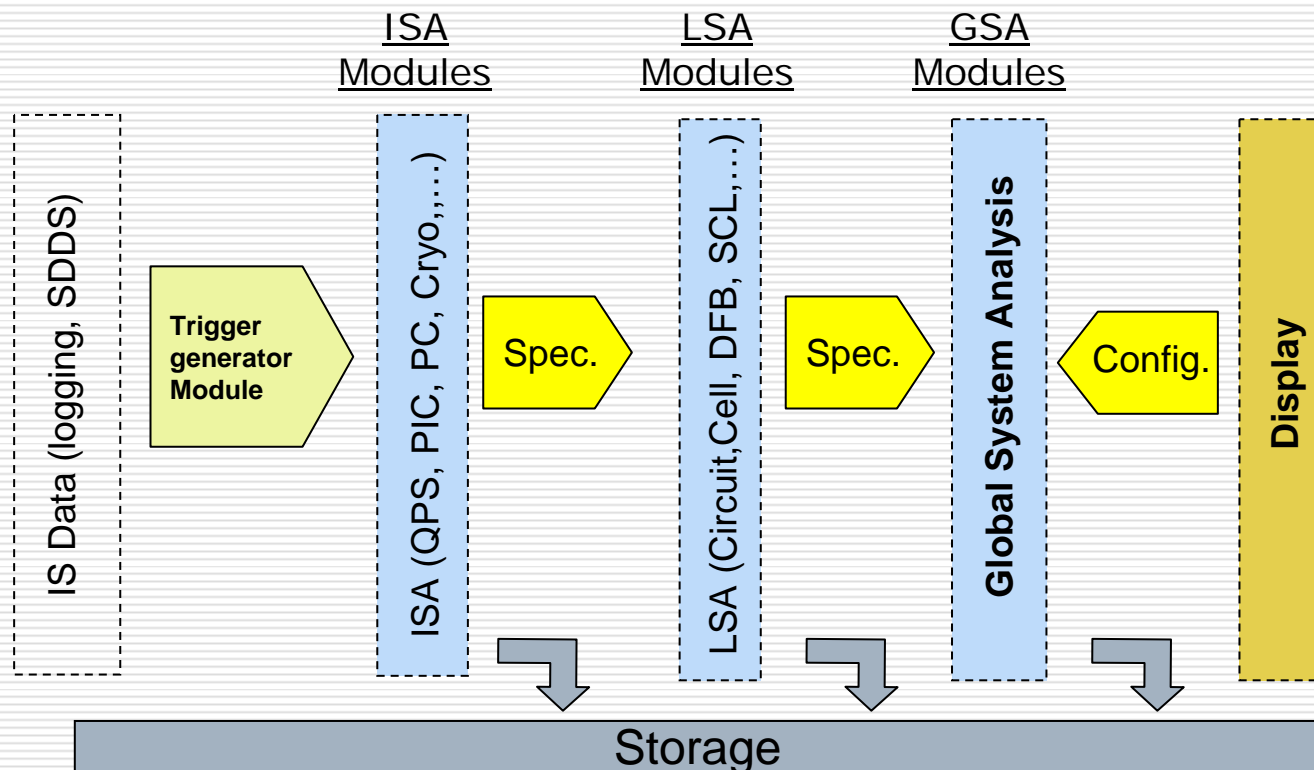 ISA
Modules
LSA
Modules
GSA
Modules
IS Data (logging, SDDS)
Trigger
generator
Module
ISA (QPS, PIC, PC, Cryo,,…)
Spec.
LSA (Circuit,Cell, DFB, SCL,…)
Spec.
Global System Analysis
Config.
Display
Storage